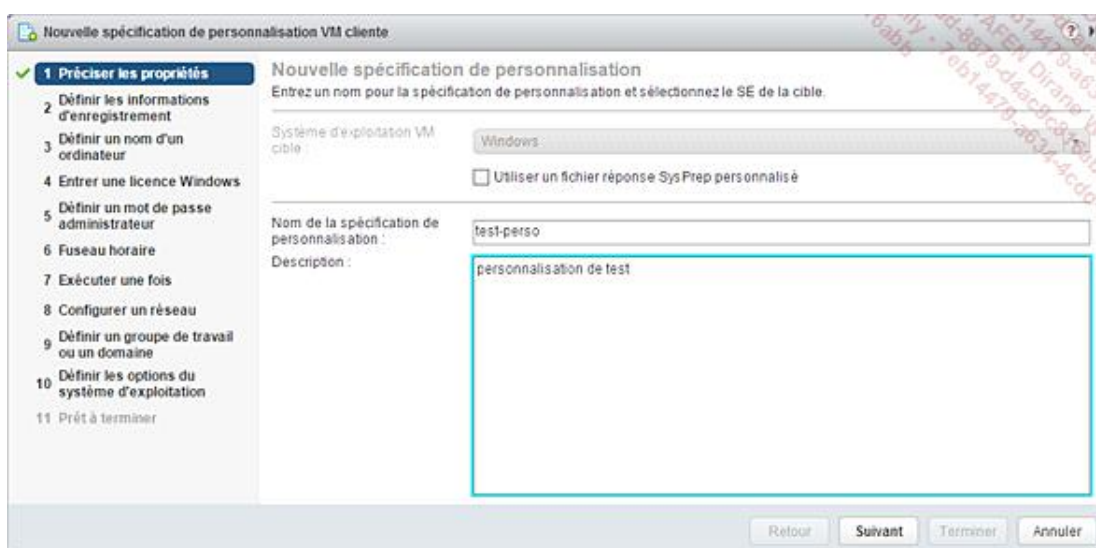 Nouvelle spécification de personnalisation VM cliente
?
1 Préciser les propriétés
2 Définir les informations
d'enregistrement
3 Définir un nom d'un
ordinateur
4 Entrer une licence Windows
5 Définir un mot de passe
administrateur
6 Fuseau horaire
7 Exécuter une fois
8 Configurer un réseau
9 Définir un groupe de travail
ou un domaine
10 Définir les options du
système d'exploitation
11 Prêt à terminer
Nouvelle spécification de personnalisation
Entrez un nom pour la spécification de personnalisation et sélectionnez le SE de la cible.
Système d'exploitation VM
cible :
Windows
Utiliser un fichier réponse SysPrep personnalisé
Nom de la spécification de
personnalisation :
test-perso
Description :
personnalisation de test
Retour
Suivant
Terminer
Annuler